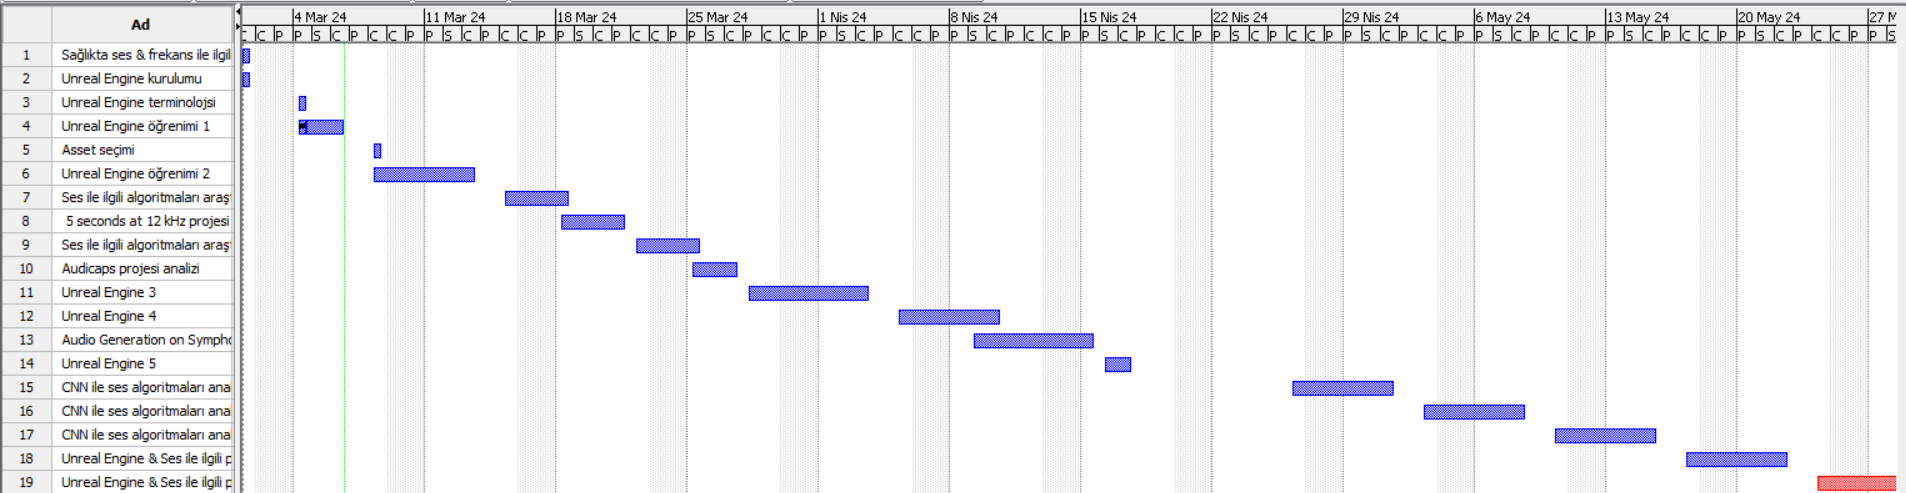 Ad
4 Mar 24 11 Mar 24 18 Mar 24 25 Mar 24 1 Nis 24 8 Nis 24 15 Nis 24 22 Nis 24 29 Nis 24 6 May 24 13 May 24 20 May 24 27 M
C C P P S C P C C P P S C P C C P P S C P C C P P S C P C C P P S C P C C P P S C P C C P P S C P C C P P S C P C C P P S C P C C P P S C P C C P P S C P C C P P S C P C C P P S
1 Sağlıkta ses & frekans ile ilgil
2 Unreal Engine kurulumu
3 Unreal Engine terminolojsi
4 Unreal Engine öğrenimi 1
5 Asset seçimi
6 Unreal Engine öğrenimi 2
7 Ses ile ilgili algoritmaları araşt
8 5 seconds at 12 kHz projesi
9 Ses ile ilgili algoritmaları araşt
10 Audicaps projesi analizi
11 Unreal Engine 3
12 Unreal Engine 4
13 Audio Generation on Sympho
14 Unreal Engine 5
15 CNN ile ses algoritmaları anal
16 CNN ile ses algoritmaları anal
17 CNN ile ses algoritmaları anal
18 Unreal Engine & Ses ile ilgili p
19 Unreal Engine & Ses ile ilgili p